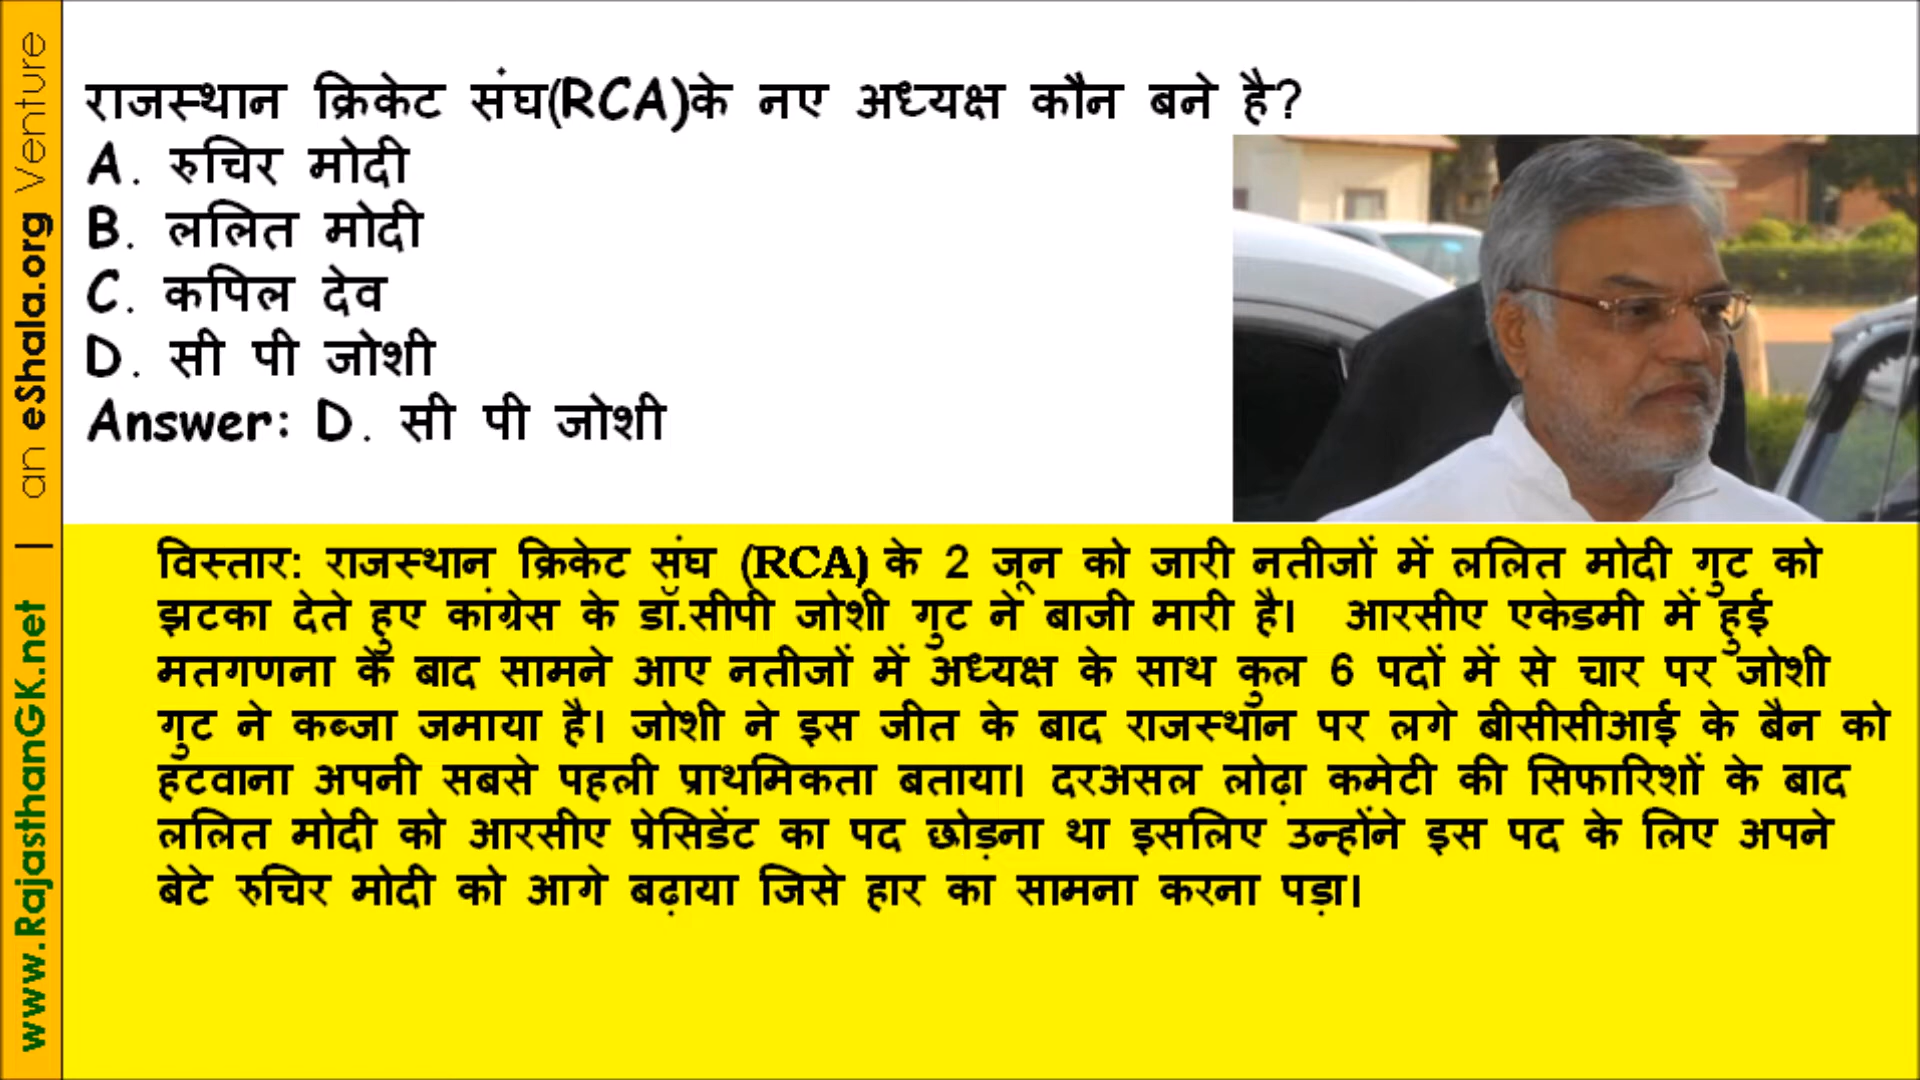 राजस्थान क्रिकेट संघ(RCA)के नए अध्यक्ष कौन बने है?
A. रुचिर मोदी
B. ललित मोदी
C. कपिल देव
D. सी पी जोशी
Answer: D. सी पी जोशी
विस्तार: राजस्थान क्रिकेट संघ (RCA) के 2 जून को जारी नतीजों में ललित मोदी गुट को
झटका देते हुए कांग्रेस के डॉ.सीपी जोशी गुट ने बाजी मारी है। आरसीए एकेडमी में हुई
मतगणना के बाद सामने आए नतीजों में अध्यक्ष के साथ कुल 6 पदों में से चार पर जोशी
गुट ने कब्जा जमाया है। जोशी ने इस जीत के बाद राजस्थान पर लगे बीसीसीआई के बैन को
हटवाना अपनी सबसे पहली प्राथमिकता बताया। दरअसल लोढ़ा कमेटी की सिफारिशों के बाद
ललित मोदी को आरसीए प्रेसिडेंट का पद छोड़ना था इसलिए उन्होंने इस पद के लिए अपने
बेटे रुचिर मोदी को आगे बढ़ाया जिसे हार का सामना करना पड़ा।
www.RajasthanGK.net | an eShala.org Venture